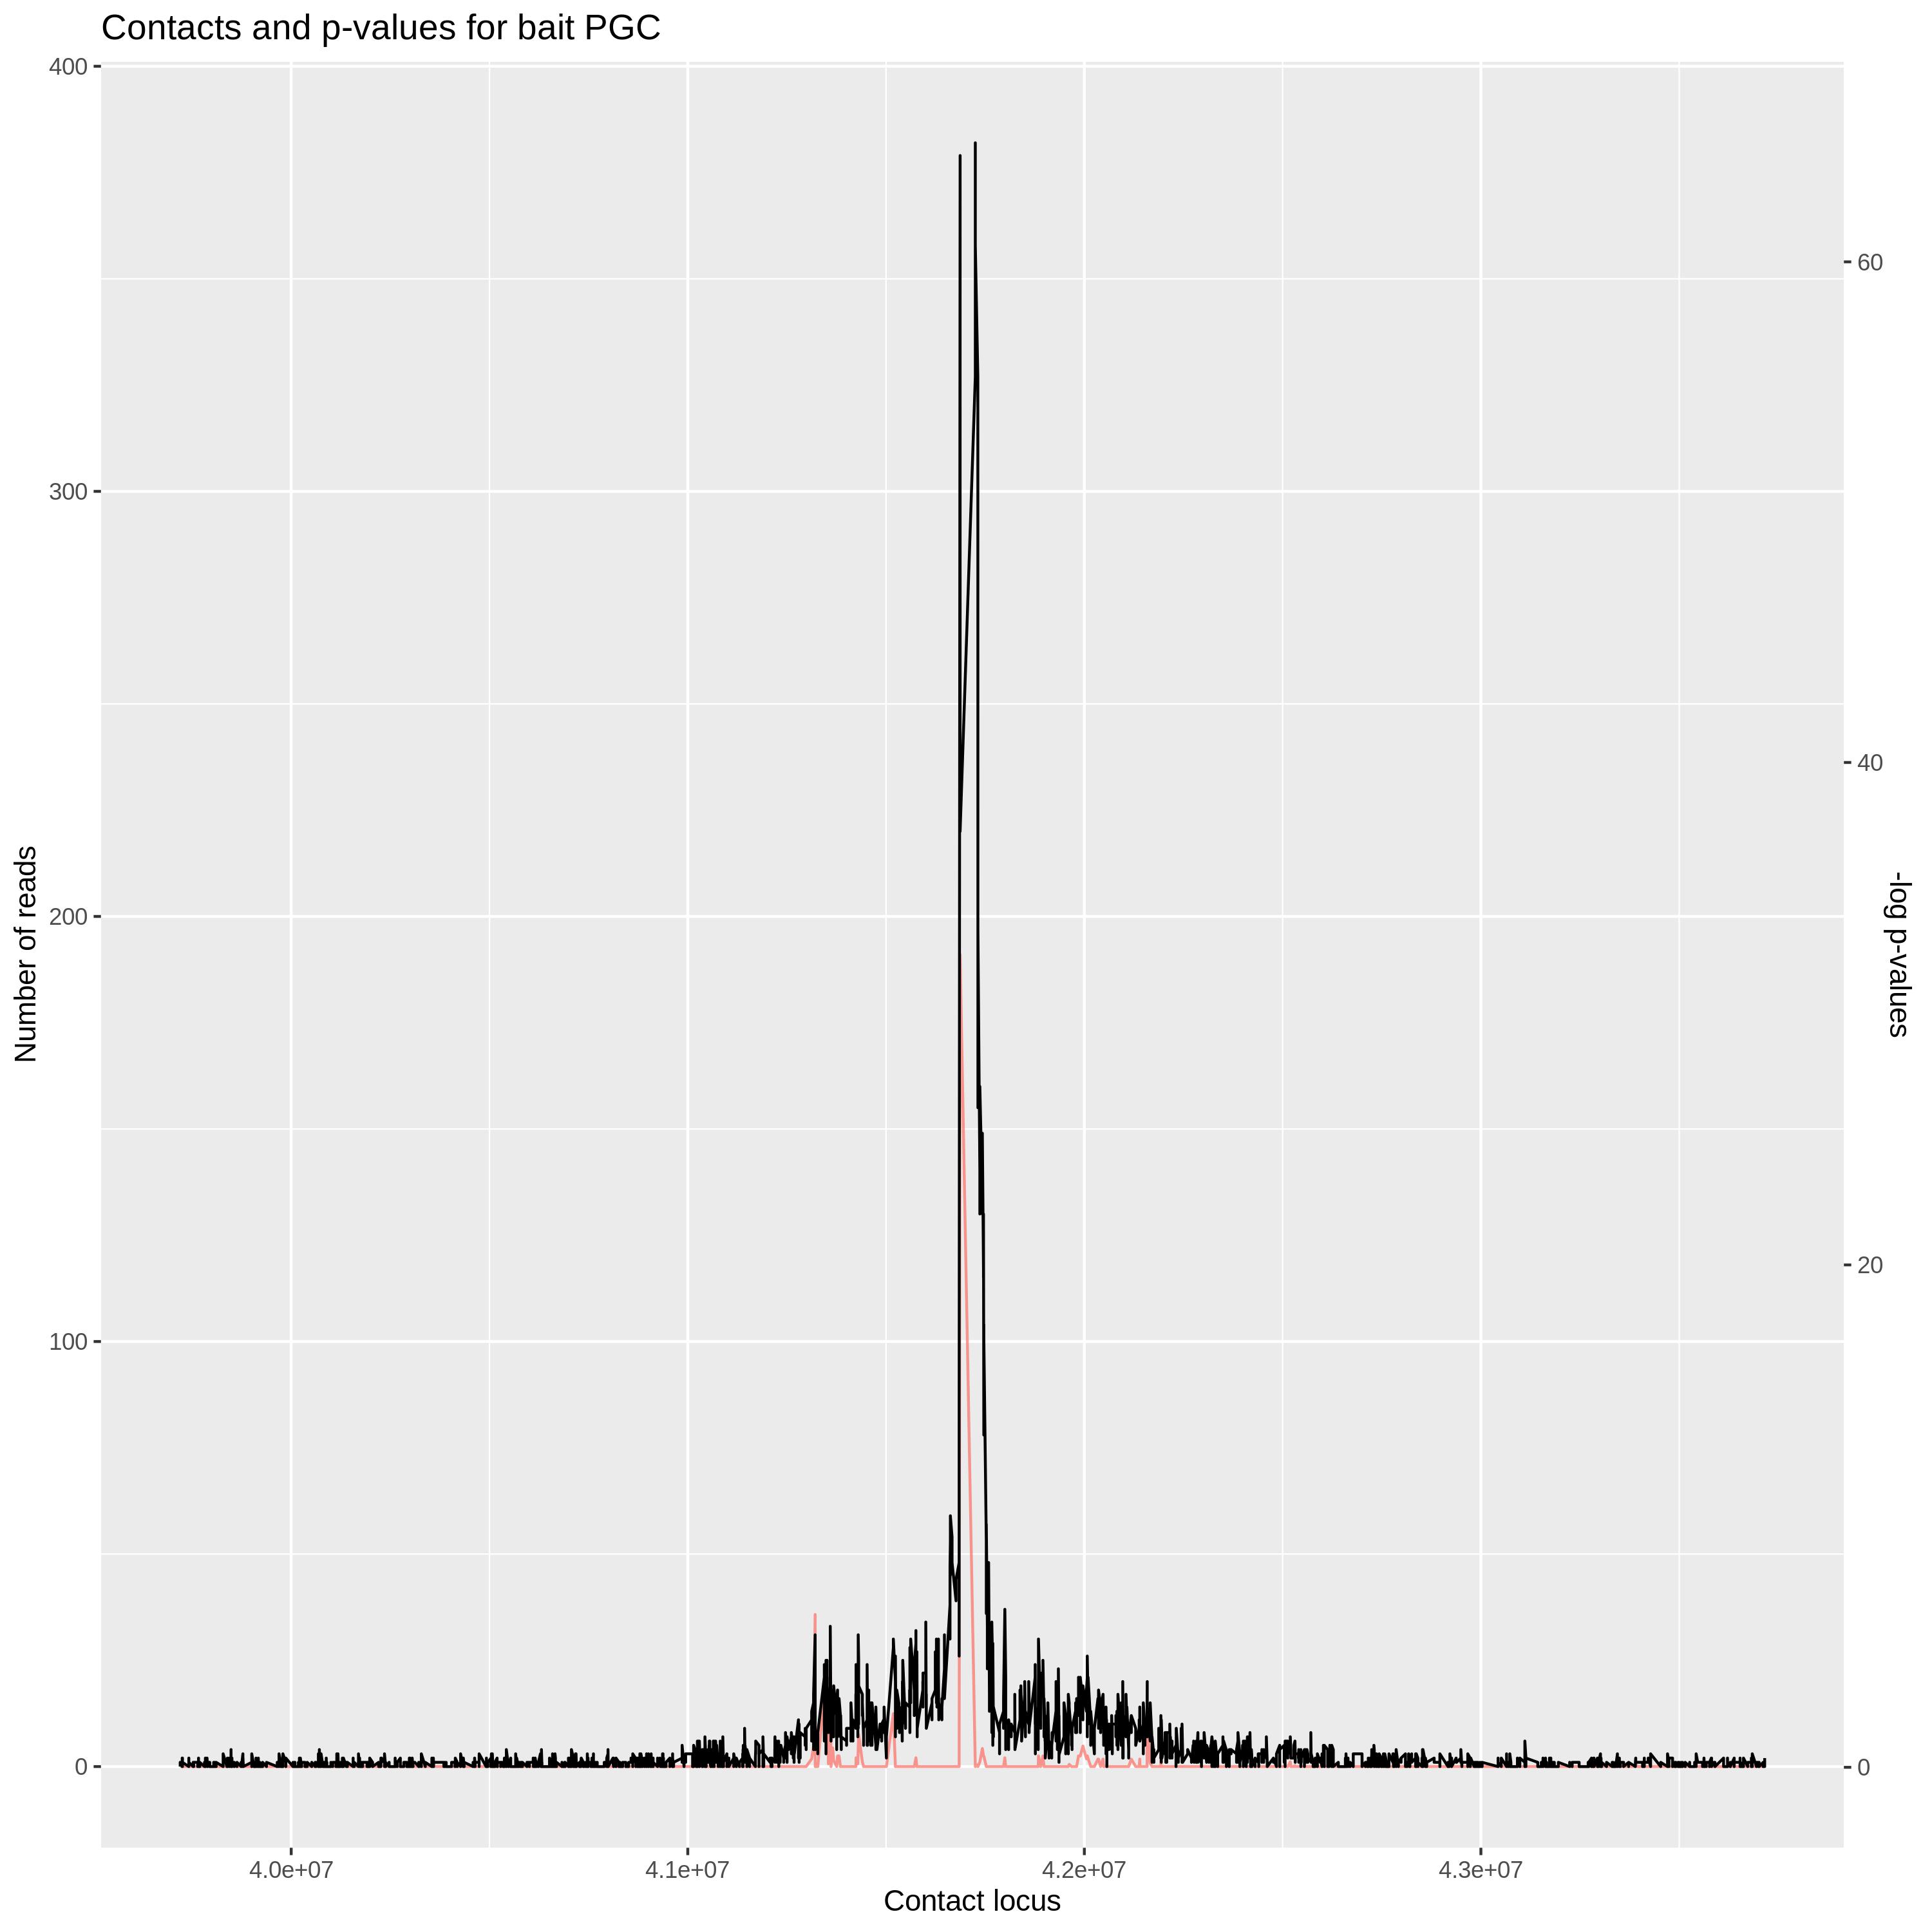 Contacts and p-values for bait PGC
400
300
200
100
0
60
40
20
0
Number of reads
-log p-values
4.0e+07
4.1e+07
4.2e+07
4.3e+07
Contact locus